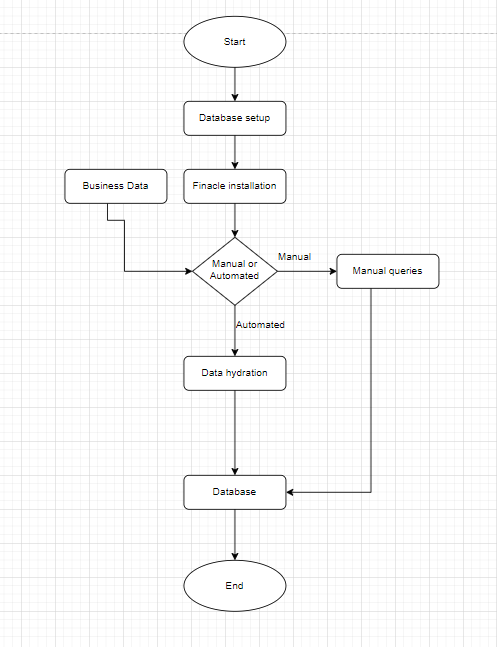 Start
Database setup
Business Data
Finacle installation
Manual or
Automated
Manual
Manual queries
Automated
Data hydration
Database
End